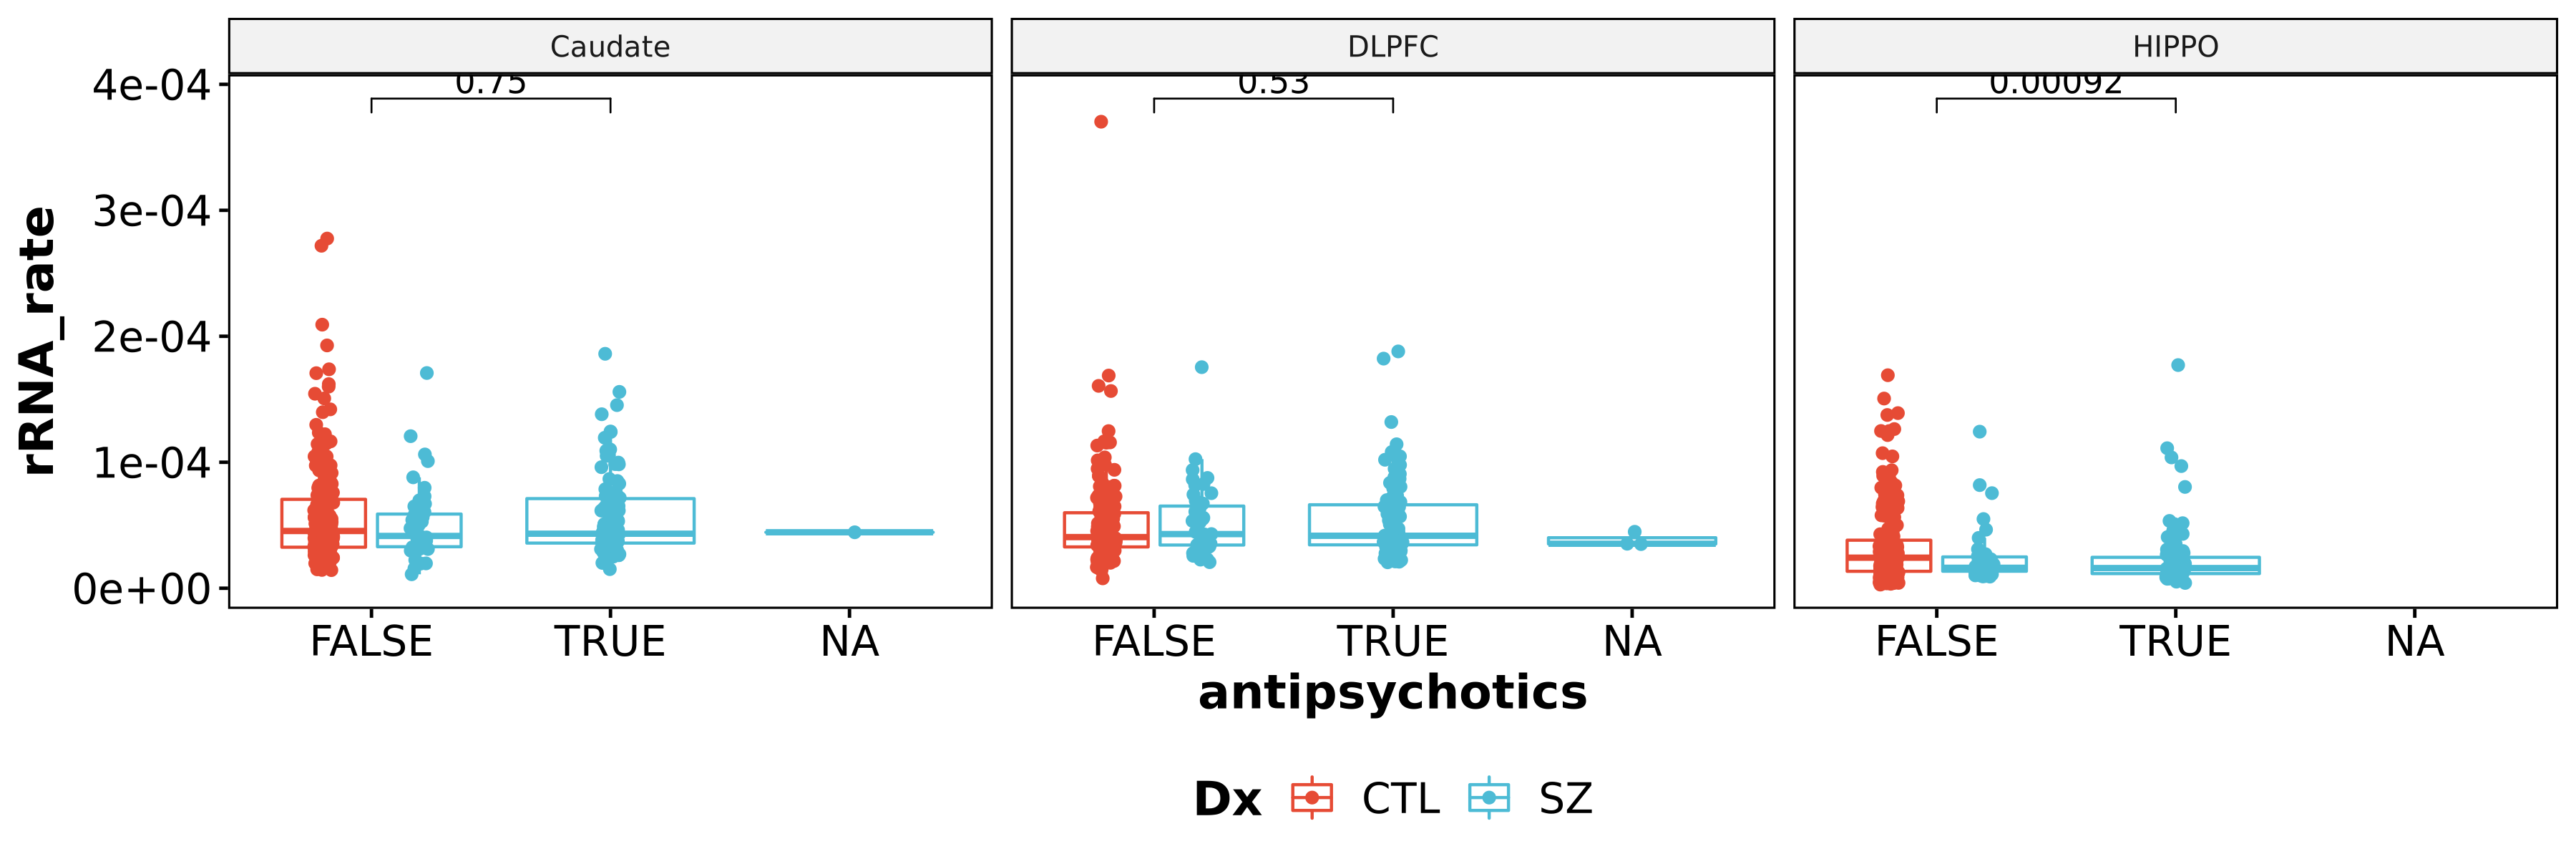 Caudate DLPFC HIPPO
0.75 0.53 0.00092
4e-04
3e-04
2e-04
1e-04
0e+00
rRNA_rate
FALSE TRUE NA FALSE TRUE NA FALSE TRUE NA
antipsychotics
Dx CTL SZ